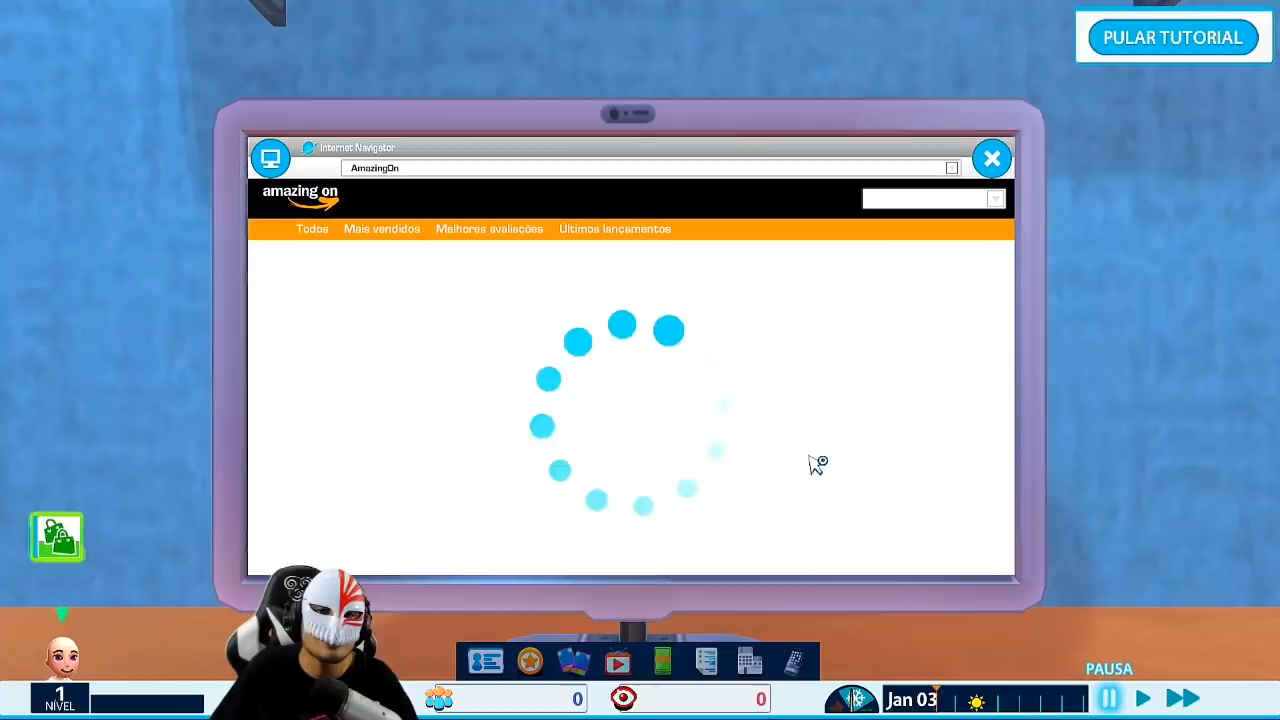 PULAR TUTORIAL
Internet Navigator
AmazingOn
amazing on
Todos Mais vendidos Melhores avaliações Últimos lançamentos
PAUSA
1
NÍVEL
0
0
Jan 03